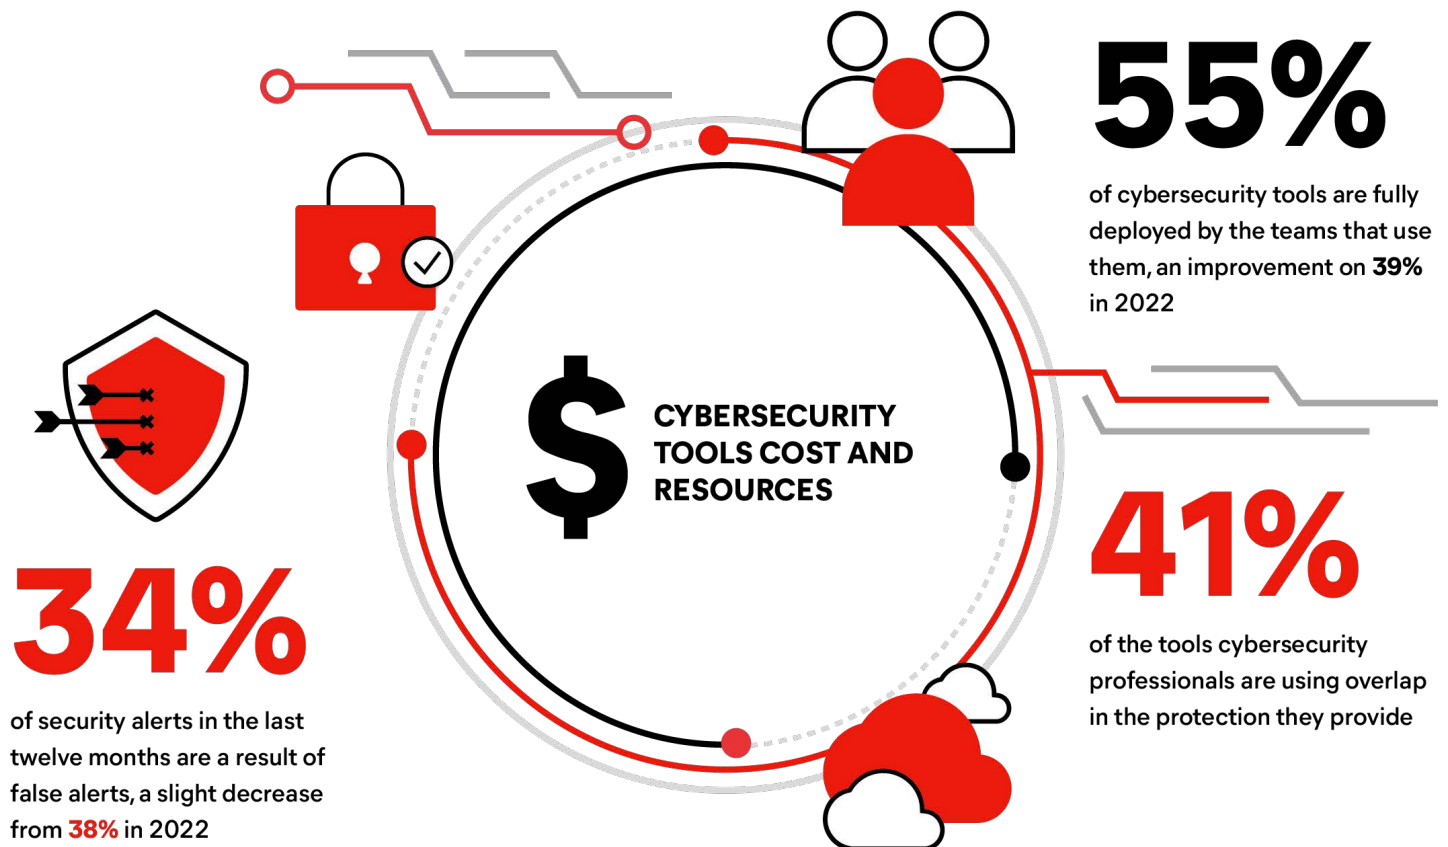 55%
of cybersecurity tools are fully
deployed by the teams that use
them, an improvement on 39%
in 2022
$
CYBERSECURITY
TOOLS COST AND
RESOURCES
41%
of the tools cybersecurity
professionals are using overlap
in the protection they provide
34%
of security alerts in the last
twelve months are a result of
false alerts, a slight decrease
from 38% in 2022